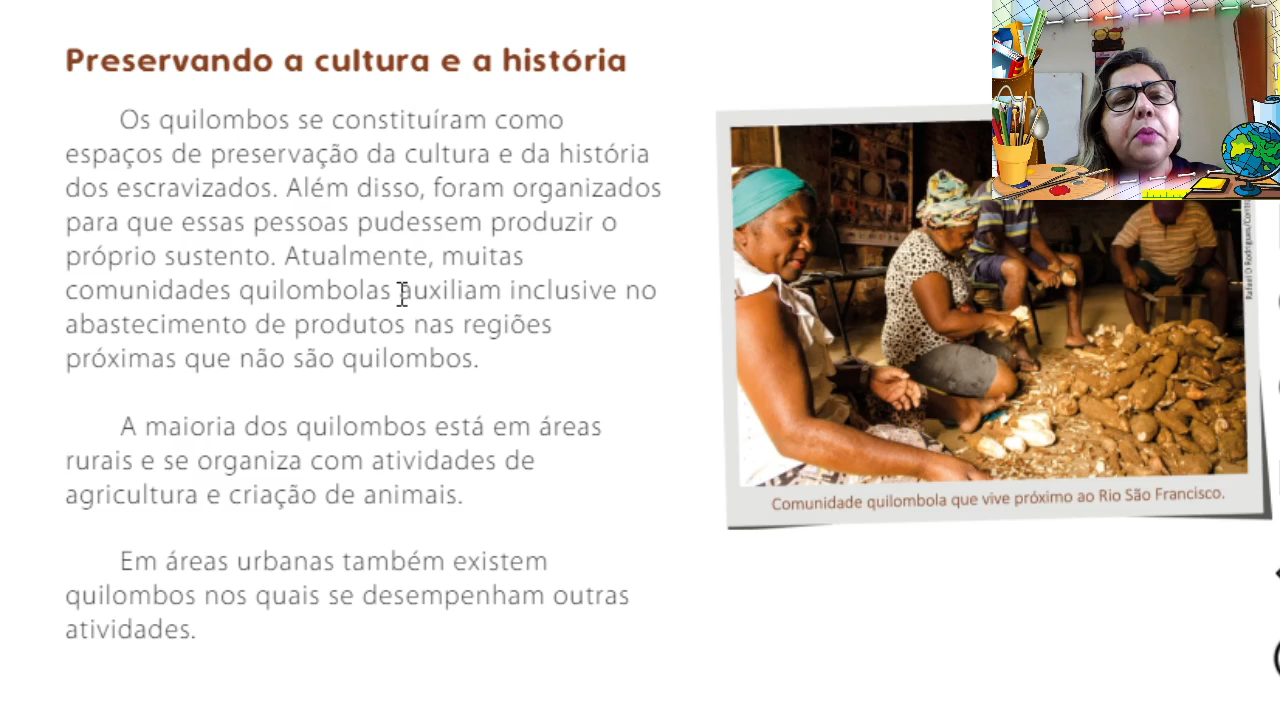 Preservando a cultura e a história
Os quilombos se constituíram como
espaços de preservação da cultura e da história
dos escravizados. Além disso, foram organizados
para que essas pessoas pudessem produzir o
próprio sustento. Atualmente, muitas
comunidades quilombolas auxiliam inclusive no
abastecimento de produtos nas regiões
próximas que não são quilombos.
A maioria dos quilombos está em áreas
rurais e se organiza com atividades de
agricultura e criação de animais.
Em áreas urbanas também existem
quilombos nos quais se desempenham outras
atividades.
Comunidade quilombola que vive próximo ao Rio São Francisco.